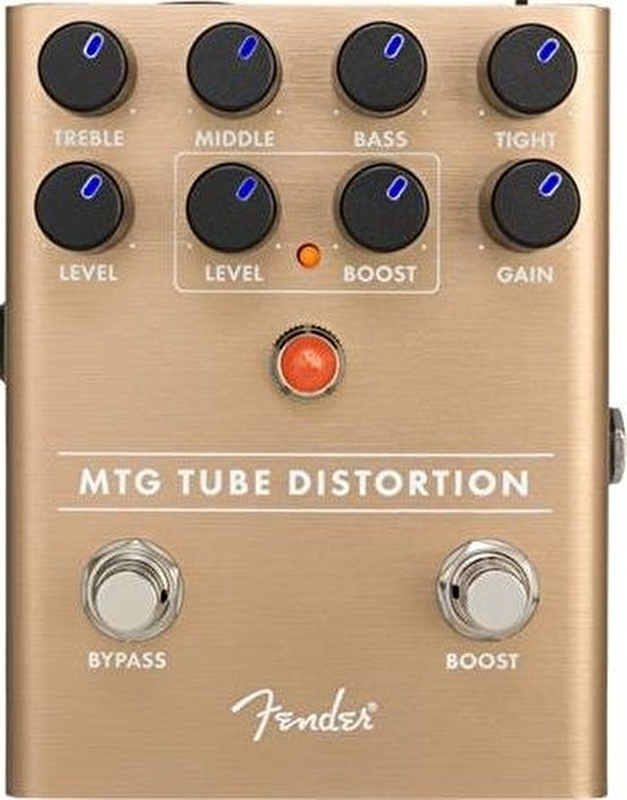 TREBLE MIDDLE BASS TIGHT
LEVEL LEVEL BOOST GAIN
MTG TUBE DISTORTION
BYPASS BOOST
Fender®